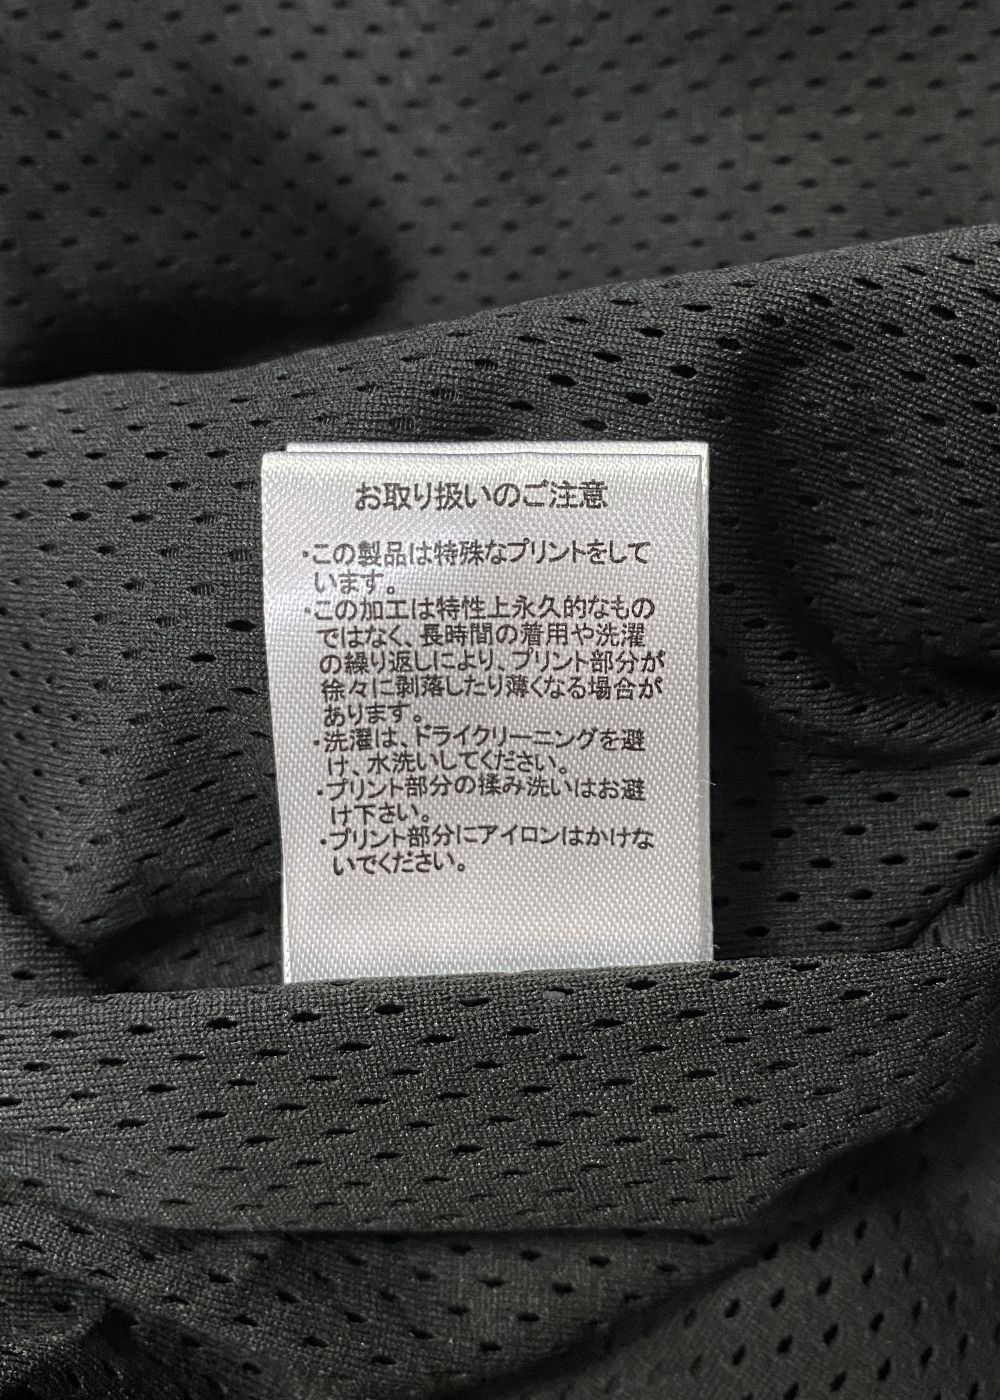 お取り扱いのご注意
・この製品は特殊なプリントをして
います。
・この加工は特性上永久的なもの
ではなく、長時間の着用や洗濯
の繰り返しにより、プリント部分が
徐々に剥落したり薄くなる場合が
あります。
・洗濯は、ドライクリーニングを避
け、水洗いしてください。
・プリント部分の揉み洗いはお避
け下さい。
・プリント部分にアイロンはかけな
いでください。